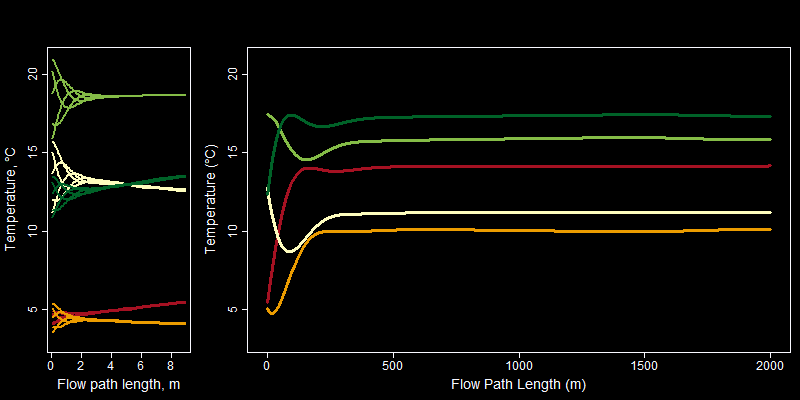 Temperature, °C
20
15
10
5
0 2 4 6 8
Flow path length, m
Temperature (°C)
20
15
10
5
0 500 1000 1500 2000
Flow Path Length (m)